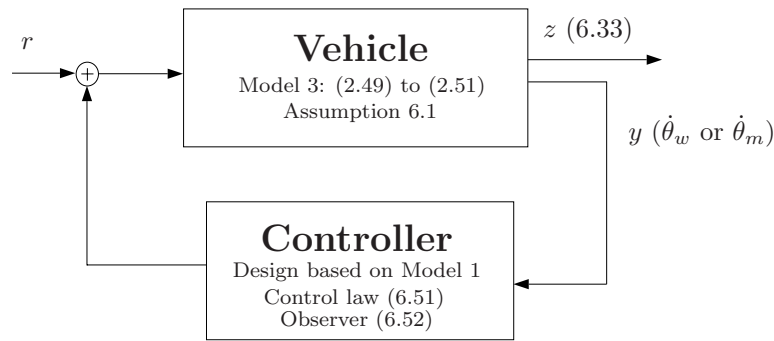 r
z (6.33)
+
Vehicle
Model 3: (2.49) to (2.51)
Assumption 6.1
y (θ̇_w or θ̇_m)
Controller
Design based on Model 1
Control law (6.51)
Observer (6.52)